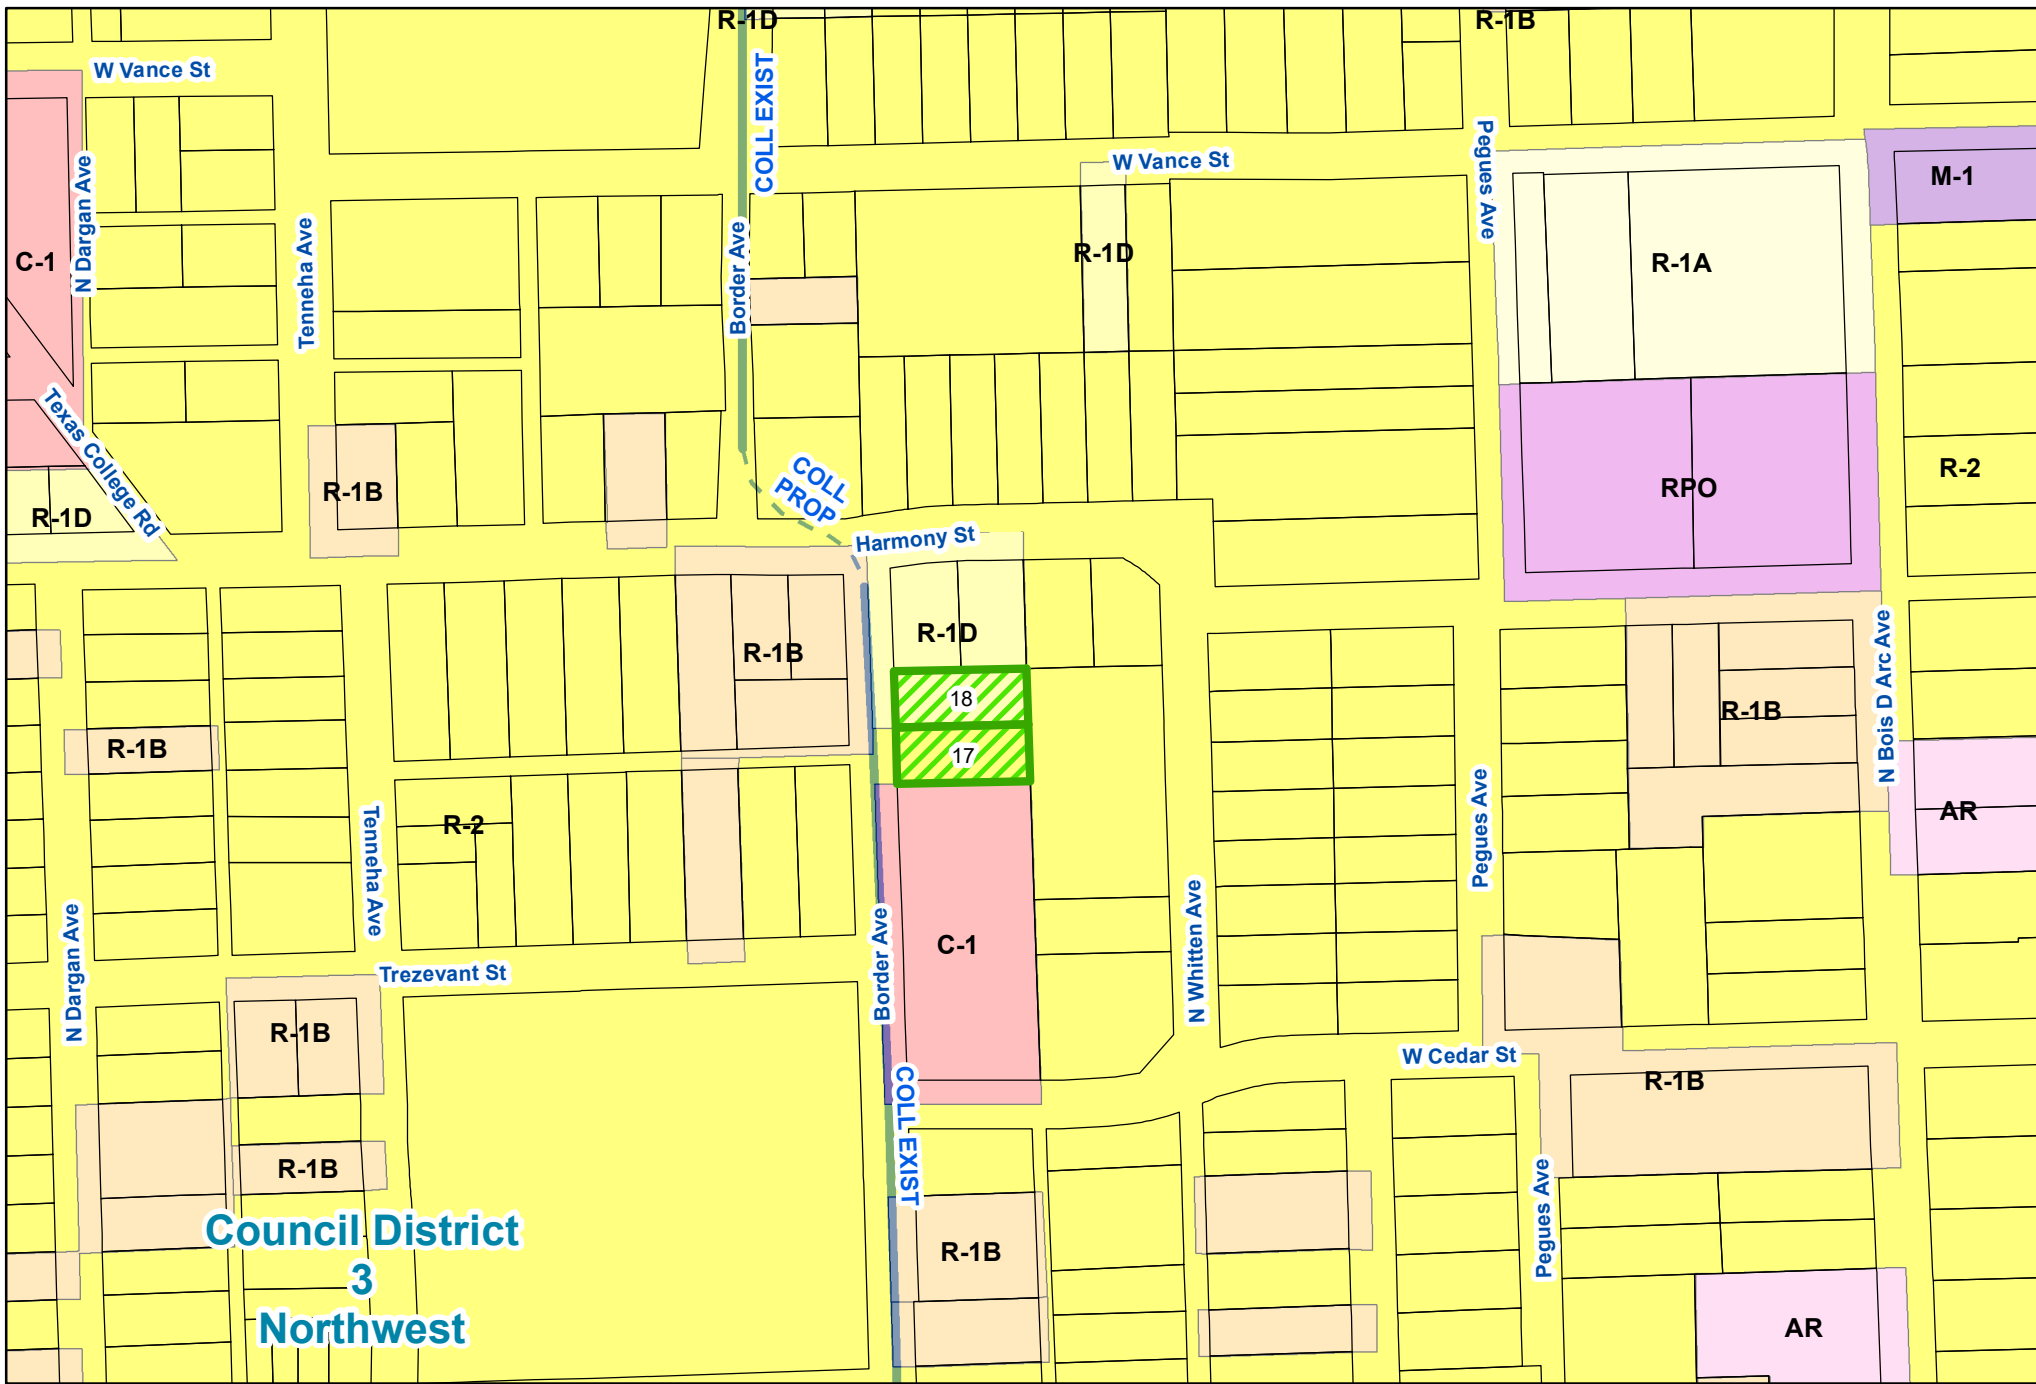 R-1D
R-1B
W Vance St
COLL EXIST
N Dargan Ave
C-1
Tenneha Ave
Border Ave
W Vance St
R-1D
Pegues Ave
R-1A
M-1
Texas College Rd
R-1D
R-1B
COLL
PROP
Harmony St
RPO
R-2
R-1B
R-1D
18
17
R-1B
R-1B
N Bois D Arc Ave
R-2
Tenneha Ave
Pegues Ave
AR
N Dargan Ave
Trezevant St
Border Ave
C-1
N Whitten Ave
R-1B
W Cedar St
R-1B
COLL EXIST
R-1B
Pegues Ave
Council District
3
Northwest
R-1B
AR